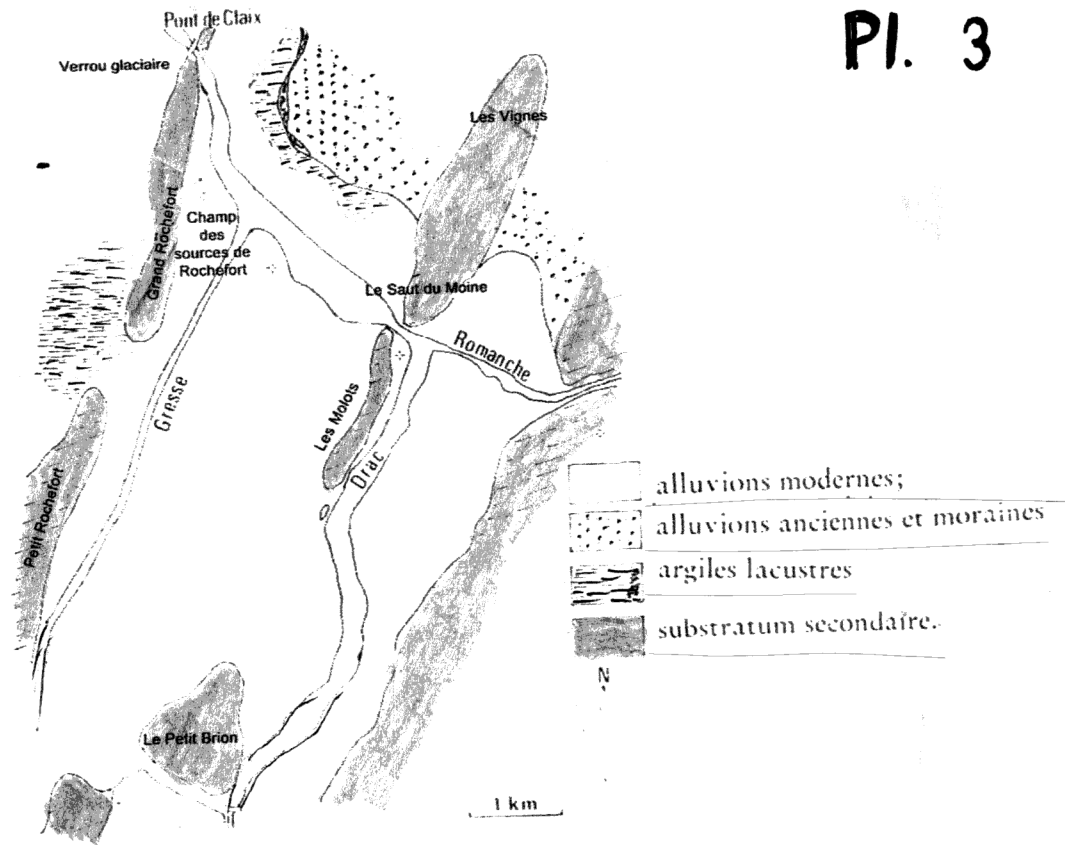 Pl. 3
Pont de Claix
Verrou glaciaire
Les Vignes
Grand Rochefort
Champ
des
sources de
Rochefort
Le Saut du Moine
Romanche
Gresse
Les Molots
Drac
Petit Rochefort
Le Petit Brion
alluvions modernes;
alluvions anciennes et moraines
argiles lacustres
substratum secondaire.
N
1 km